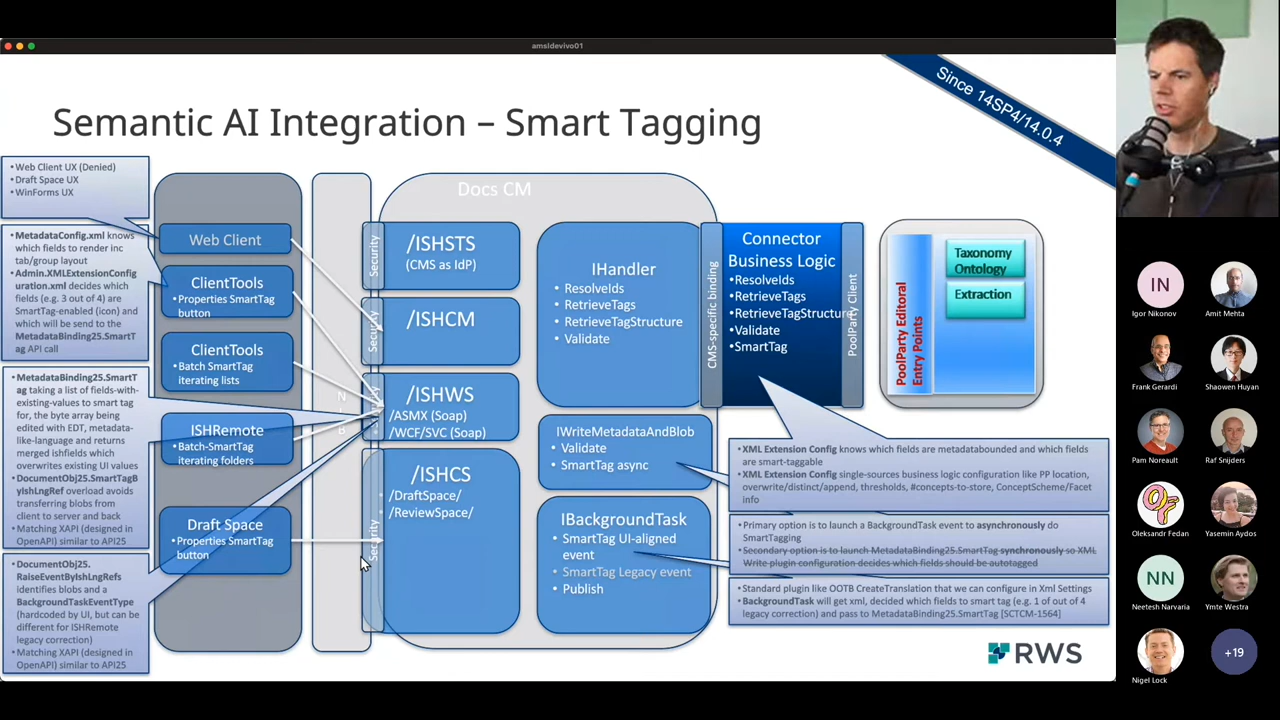 amsldevivo01
Since 14SP4/14.0.4
Semantic AI Integration – Smart Tagging
• Web Client UX (Denied)
• Draft Space UX
• WinForms UX
• MetadataConfig.xml knows
which fields to render inc
tab/group layout
• Admin.XMLExtensionConfig
uration.xml decides which
fields (e.g. 3 out of 4) are
SmartTag-enabled (icon) and
which will be send to the
MetadataBinding25.SmartT
ag API call
• MetadataBinding25.SmartT
ag taking a list of fields-with-
existing-values to smart tag
for, the byte array being
edited with EDT, metadata-
like-language and returns
merged ishfields which
overwrites existing UI values
• DocumentObj25.SmartTagB
yIshLngRef overload avoids
transferring blobs from
client to server and back
• Matching XAPI (designed in
OpenAPI) similar to API25
• DocumentObj25.
RaiseEventByIshLngRefs
Identifies blobs and a
BackgroundTaskEventType
(hardcoded by UI, but can be
different for ISHRemote
legacy correction)
• Matching XAPI (designed in
OpenAPI) similar to API25
Web Client
ClientTools
• Properties SmartTag
button
ClientTools
• Batch SmartTag
iterating lists
ISHRemote
• Batch-SmartTag
iterating folders
Draft Space
• Properties SmartTag
button
Docs CM
Security
/ISHSTS
(CMS as IdP)
Security
/ISHCM
/ISHWS
/ASMX (Soap)
/WCF/SVC (Soap)
Security
/ISHCS
/DraftSpace/
/ReviewSpace/
IHandler
• ResolveIds
• RetrieveTags
• RetrieveTagStructure
• Validate
IWriteMetadataAndBlob
• Validate
• SmartTag async
IBackgroundTask
• SmartTag UI-aligned
event
• SmartTag Legacy event
• Publish
CMS-specific binding
Connector
Business Logic
• ResolveIds
• RetrieveTags
• RetrieveTagStructure
• Validate
• SmartTag
PoolParty Client
PoolParty Editorial
Entry Points
Taxonomy
Ontology
Extraction
• XML Extension Config knows which fields are metadatabounded and which fields
are smart-taggable
• XML Extension Config single-sources business logic configuration like PP location,
overwrite/distinct/append, thresholds, #concepts-to-store, ConceptScheme/Facet
info
• Primary option is to launch a BackgroundTask event to asynchronously do
SmartTagging
• Secondary option is to launch MetadataBinding25.SmartTag synchronously so XML
Write plugin configuration decides which fields should be autotagged
• Standard plugin like OOTB CreateTranslation that we can configure in Xml Settings
• BackgroundTask will get xml, decided which fields to smart tag (e.g. 1 of out of 4
legacy correction) and pass to MetadataBinding25.SmartTag [SCTCM-1564]
RWS
IN
Igor Nikonov
Amit Mehta
Frank Gerardi
Shaowen Huyan
Pam Noreault
Raf Snijders
Oleksandr Fedan
Yasemin Aydos
NN
Neetesh Narvaria
Ymte Westra
Nigel Lock
+19